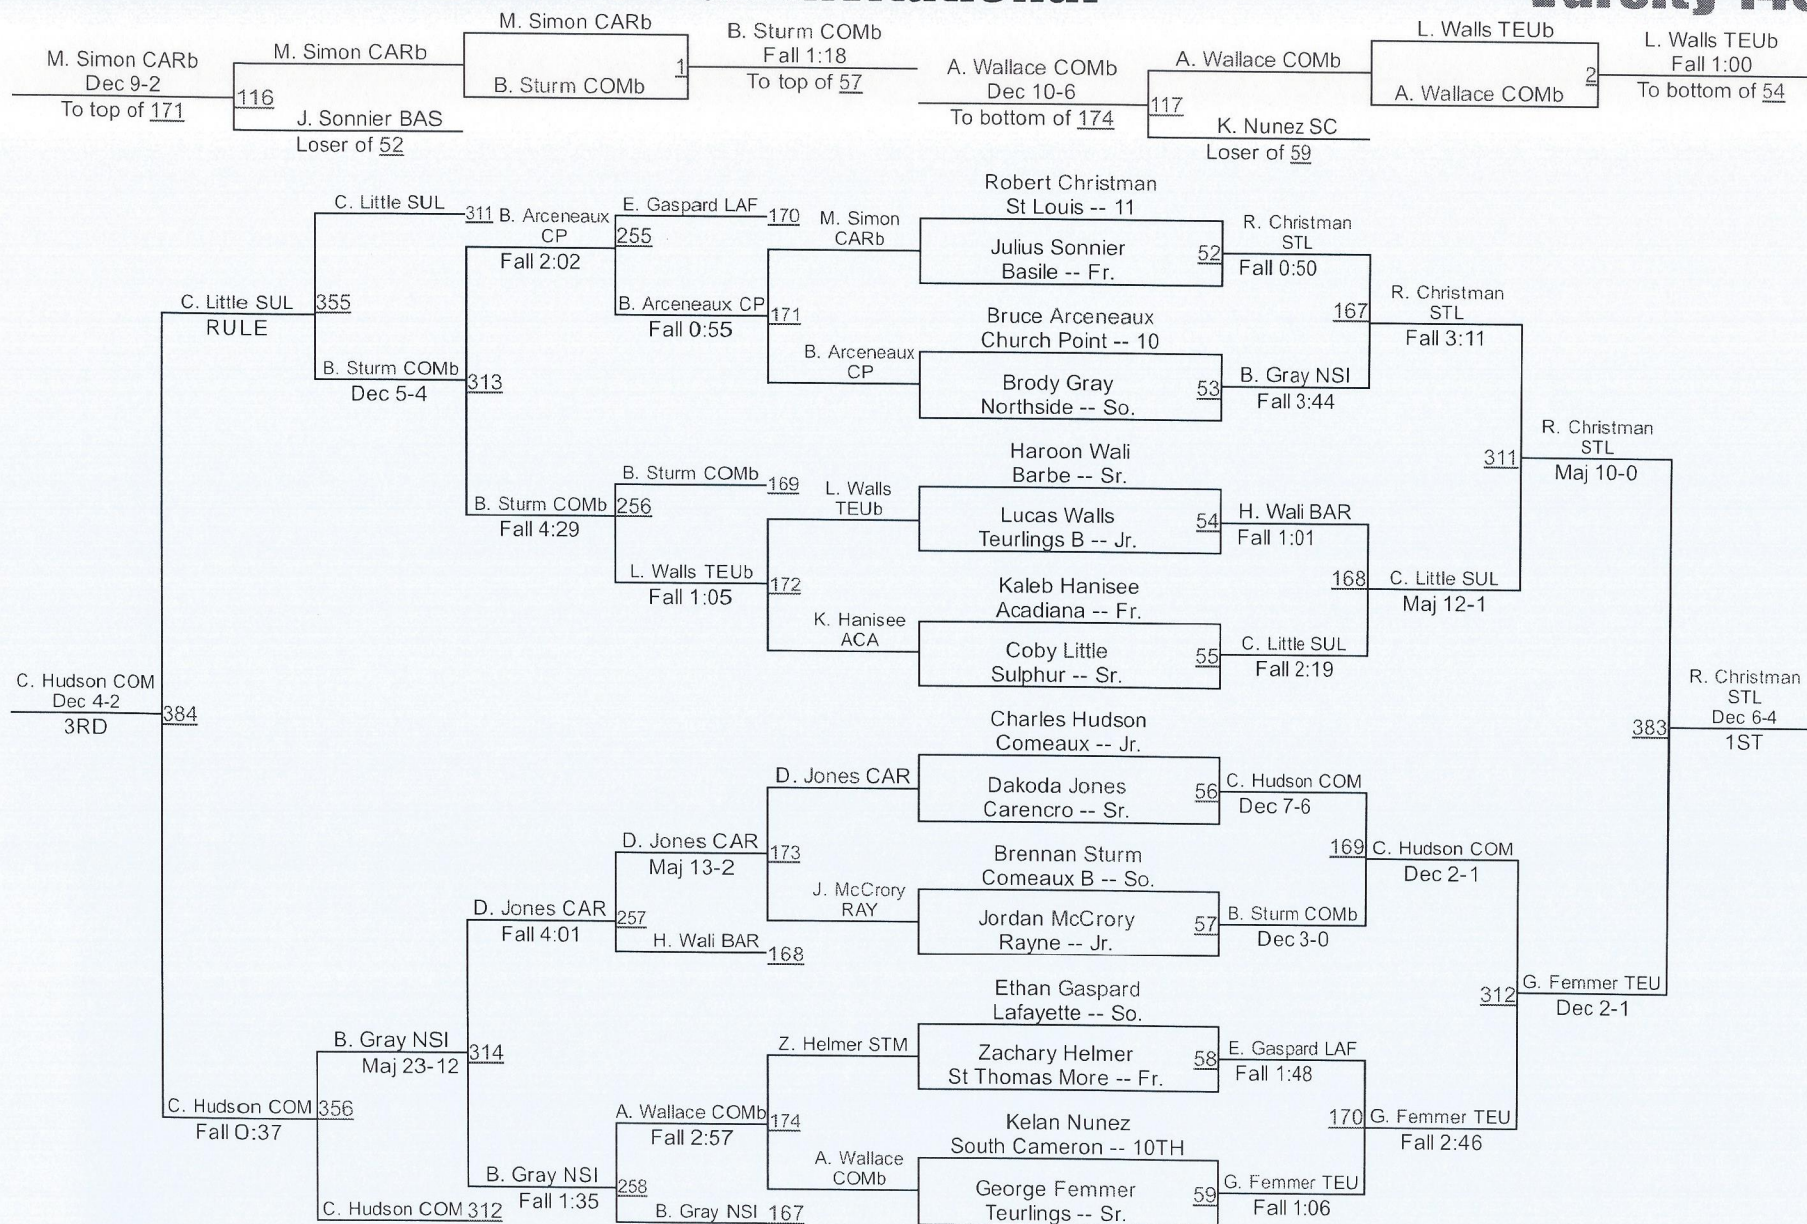 M. Simon CARb
Dec 9-2
To top of 171
M. Simon CARb
116
J. Sonnier BAS
Loser of 52
M. Simon CARb
B. Sturm COMb
1
B. Sturm COMb
Fall 1:18
To top of 57
A. Wallace COMb
Dec 10-6
To bottom of 174
A. Wallace COMb
117
K. Nunez SC
Loser of 59
L. Walls TEUb
A. Wallace COMb
2
L. Walls TEUb
Fall 1:00
To bottom of 54
C. Hudson COM
Dec 4-2
3RD
384
C. Little SUL
RULE
355
C. Little SUL
311
B. Sturm COMb
Dec 5-4
313
B. Arceneaux
CP
Fall 2:02
255
E. Gaspard LAF
170
B. Arceneaux CP
Fall 0:55
171
M. Simon
CARb
B. Arceneaux
CP
B. Sturm COMb
Fall 4:29
256
B. Sturm COMb
169
L. Walls TEUb
Fall 1:05
172
L. Walls
TEUb
K. Hanisee
ACA
C. Hudson COM
Fall 0:37
356
B. Gray NSI
Maj 23-12
314
C. Hudson COM
312
D. Jones CAR
Fall 4:01
257
D. Jones CAR
Maj 13-2
173
D. Jones CAR
J. McCrory
RAY
H. Wali BAR
168
B. Gray NSI
Fall 1:35
258
A. Wallace COMb
Fall 2:57
174
Z. Helmer STM
A. Wallace
COMb
B. Gray NSI
167
Robert Christman
St Louis -- 11
Julius Sonnier
Basile -- Fr.
52
Bruce Arceneaux
Church Point -- 10
Brody Gray
Northside -- So.
53
Haroon Wali
Barbe -- Sr.
Lucas Walls
Teurlings B -- Jr.
54
Kaleb Hanisee
Acadiana -- Fr.
Coby Little
Sulphur -- Sr.
55
Charles Hudson
Comeaux -- Jr.
Dakoda Jones
Carencro -- Sr.
56
Brennan Sturm
Comeaux B -- So.
Jordan McCrory
Rayne -- Jr.
57
Ethan Gaspard
Lafayette -- So.
Zachary Helmer
St Thomas More -- Fr.
58
Kelan Nunez
South Cameron -- 10TH
George Femmer
Teurlings -- Sr.
59
R. Christman
STL
Fall 0:50
B. Gray NSI
Fall 3:44
167
R. Christman
STL
Fall 3:11
H. Wali BAR
Fall 1:01
C. Little SUL
Fall 2:19
168
C. Little SUL
Maj 12-1
311
R. Christman
STL
Maj 10-0
C. Hudson COM
Dec 7-6
B. Sturm COMb
Dec 3-0
169
C. Hudson COM
Dec 2-1
E. Gaspard LAF
Fall 1:48
G. Femmer TEU
Fall 1:06
170
G. Femmer TEU
Fall 2:46
312
G. Femmer TEU
Dec 2-1
383
R. Christman
STL
Dec 6-4
1ST